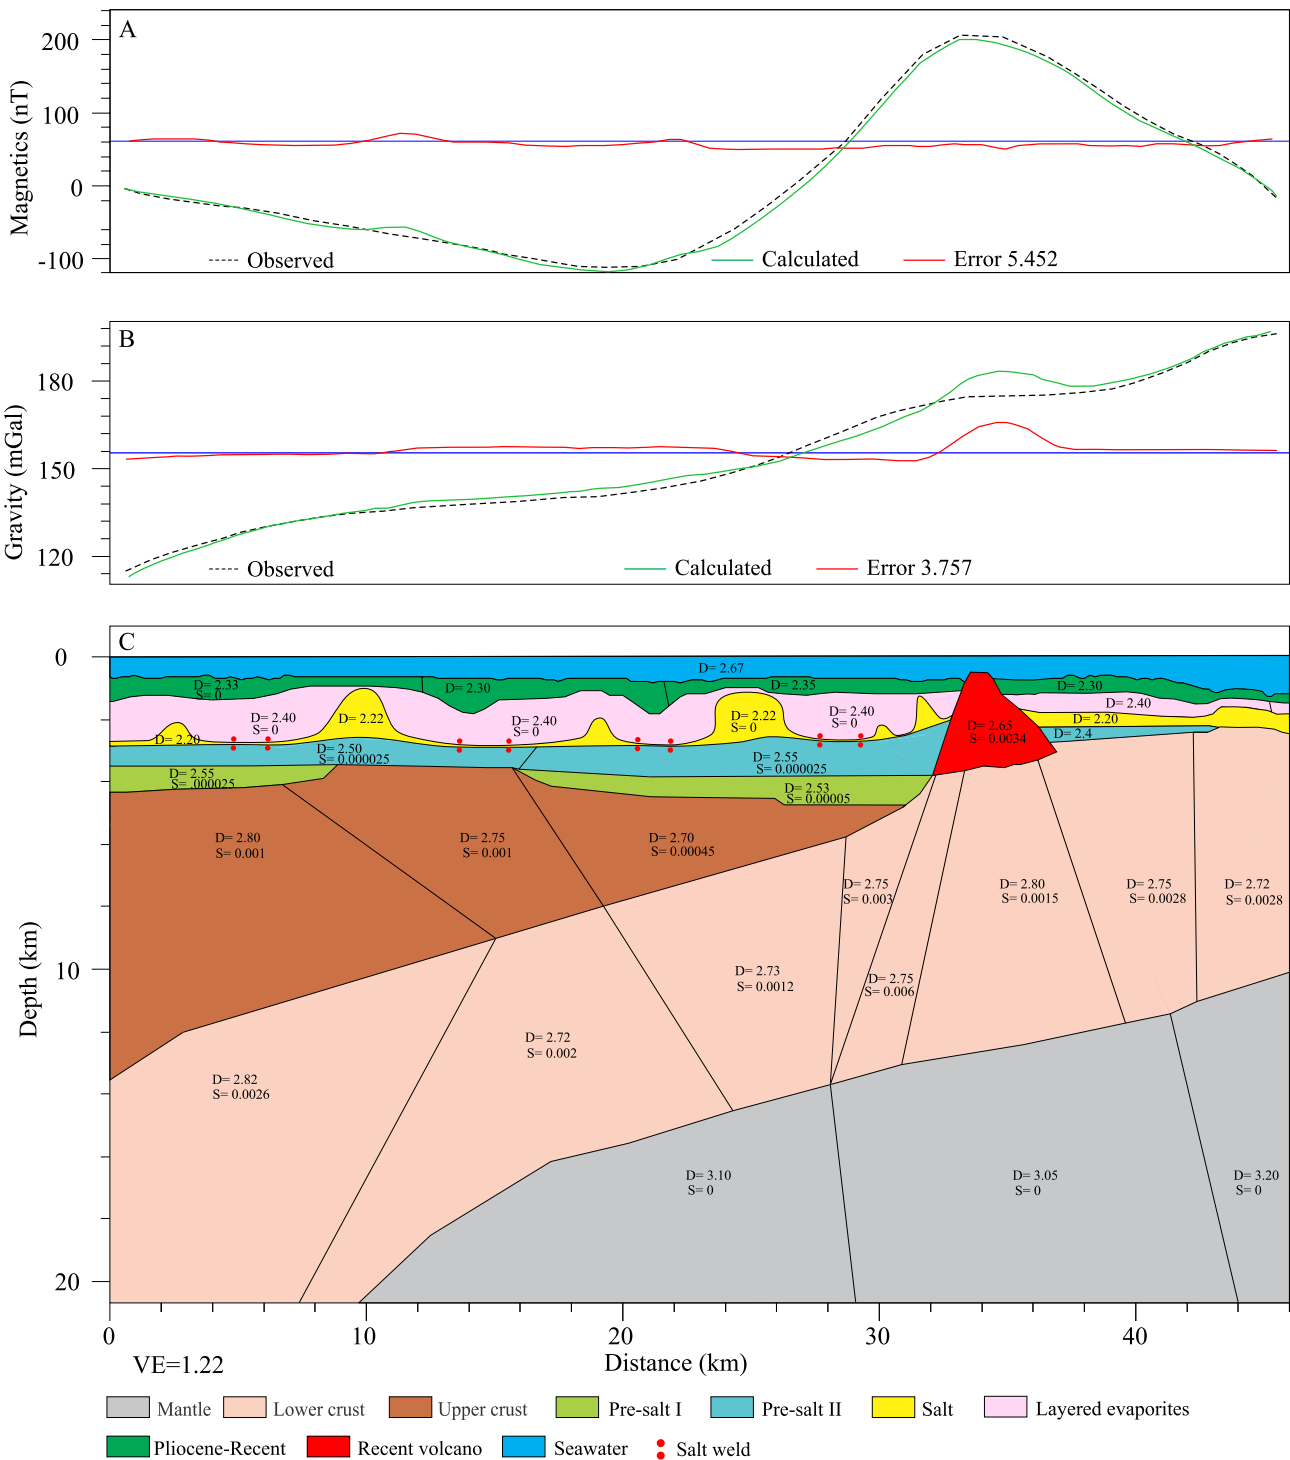 A
200
100
0
-100
Magnetics (nT)
Observed
Calculated
Error 5.452
B
180
150
120
Gravity (mGal)
Observed
Calculated
Error 3.757
C
0
10
20
Depth (km)
D= 2.67
D= 2.33
S= 0
D= 2.30
D= 2.35
D= 2.30
D= 2.40
S= 0
D= 2.22
D= 2.40
S= 0
D= 2.22
S= 0
D= 2.40
S= 0
D= 2.40
D= 2.20
D= 2.4
D= 2.65
S= 0.0034
D= 2.20
D= 2.50
S= 0.000025
D= 2.55
S= 0.000025
D= 2.55
S= .000025
D= 2.53
S= 0.00005
D= 2.80
S= 0.001
D= 2.75
S= 0.001
D= 2.70
S= 0.00045
D= 2.75
S= 0.003
D= 2.80
S= 0.0015
D= 2.75
S= 0.0028
D= 2.72
S= 0.0028
D= 2.73
S= 0.0012
D= 2.75
S= 0.006
D= 2.72
S= 0.002
D= 2.82
S= 0.0026
D= 3.10
S= 0
D= 3.05
S= 0
D= 3.20
S= 0
0
10
20
30
40
VE=1.22
Distance (km)
Mantle
Lower crust
Upper crust
Pre-salt I
Pre-salt II
Salt
Layered evaporites
Pliocene-Recent
Recent volcano
Seawater
Salt weld